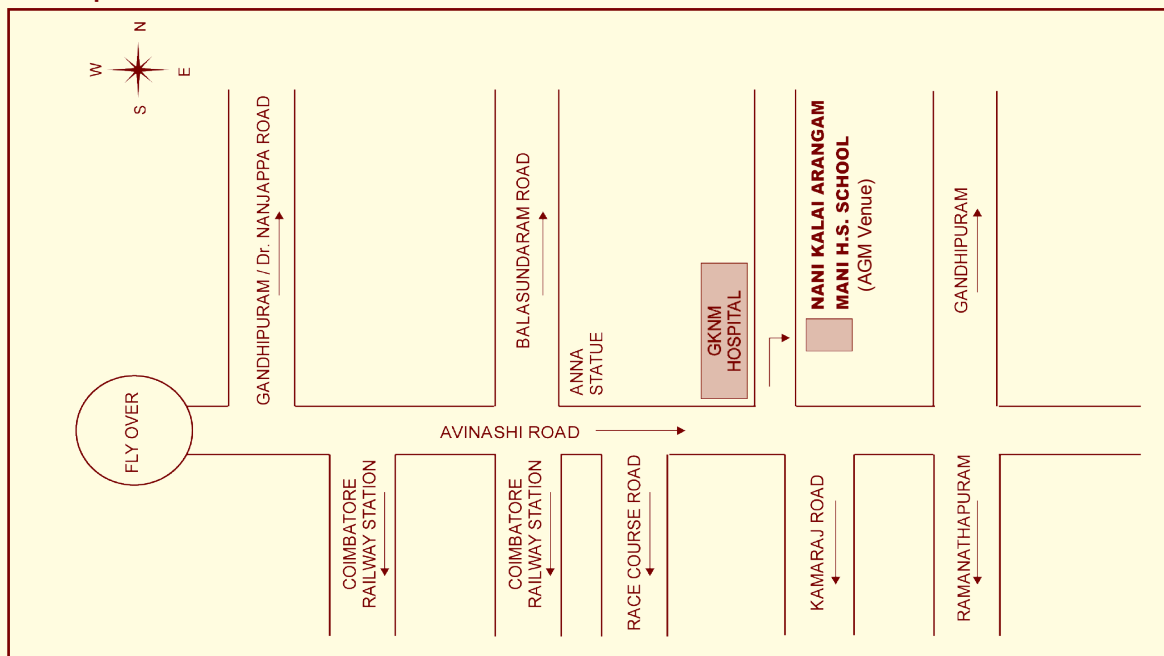 N
W
E
S
GANDHIPURAM / Dr. NANJAPPA ROAD
BALASUNDARAM ROAD
ANNA
STATUE
GKNM
HOSPITAL
NANI KALAI ARANGAM
MANI H.S. SCHOOL
(AGM Venue)
GANDHIPURAM
FLY OVER
AVINASHI ROAD
COIMBATORE
RAILWAY STATION
COIMBATORE
RAILWAY STATION
RACE COURSE ROAD
KAMARAJ ROAD
RAMANATHAPURAM